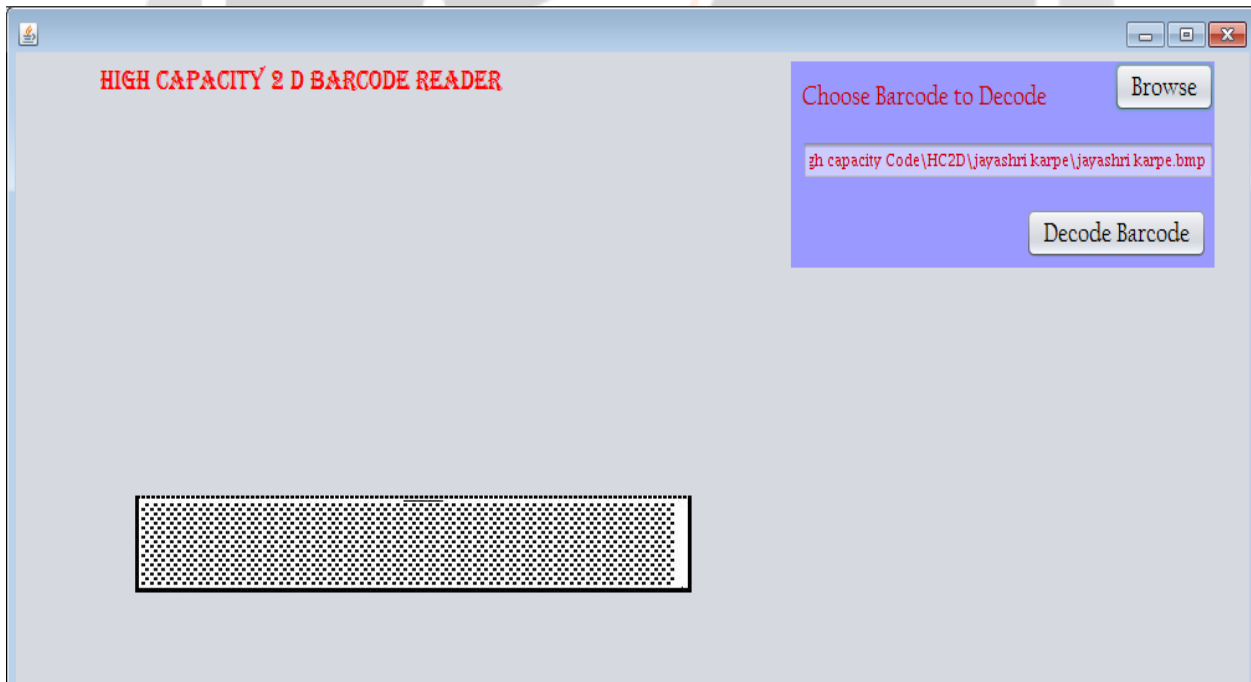 HIGH CAPACITY 2 D BARCODE READER
Choose Barcode to Decode
Browse
gh capacity Code\HC2D\jayashri karpe\jayashri karpe.bmp
Decode Barcode